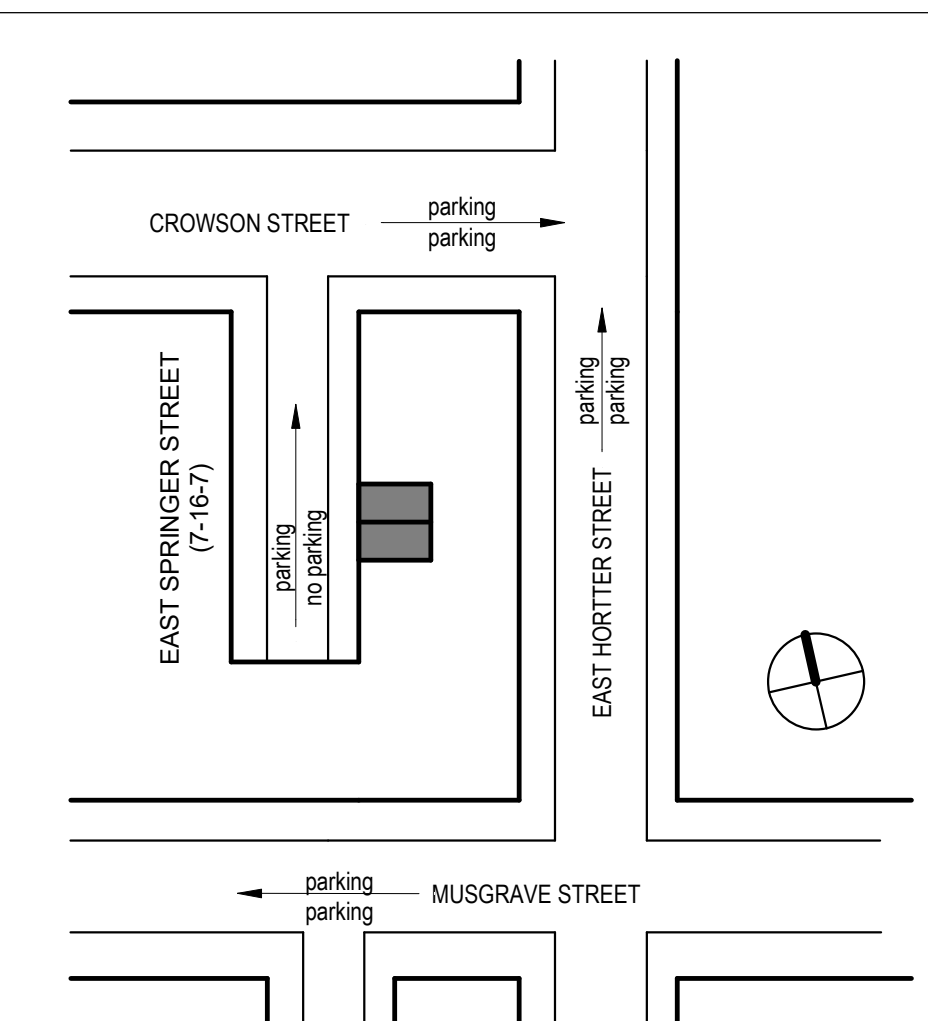 CROWSON STREET
parking
parking
EAST SPRINGER STREET
(7-16-7)
parking
no parking
parking
parking
EAST HORTTER STREET
parking
parking
MUSGRAVE STREET